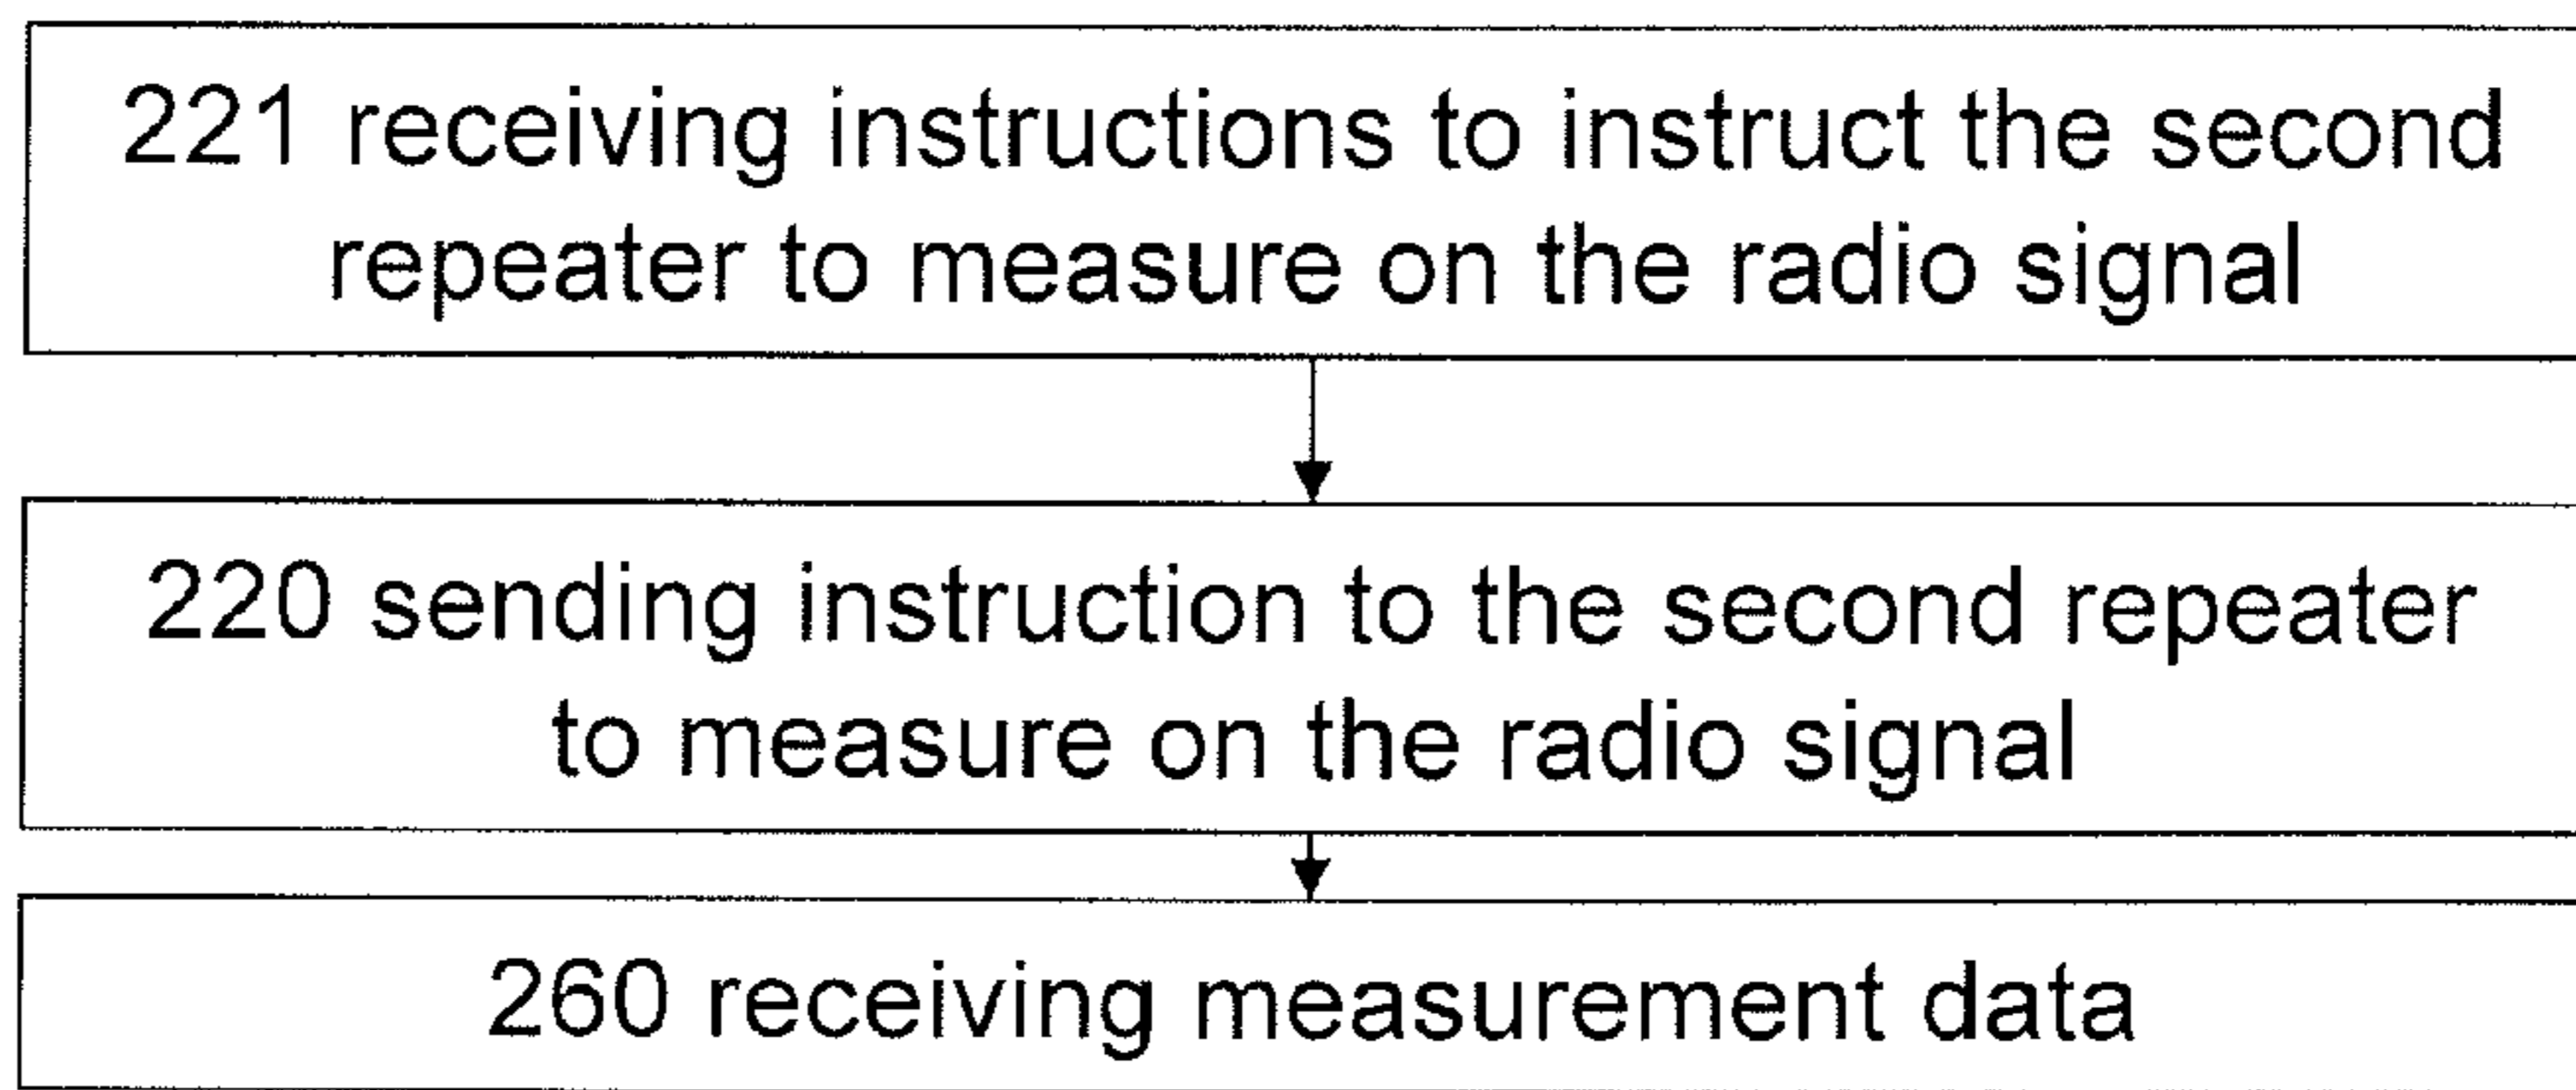 221 receiving instructions to instruct the second
repeater to measure on the radio signal
220 sending instruction to the second repeater
to measure on the radio signal
260 receiving measurement data